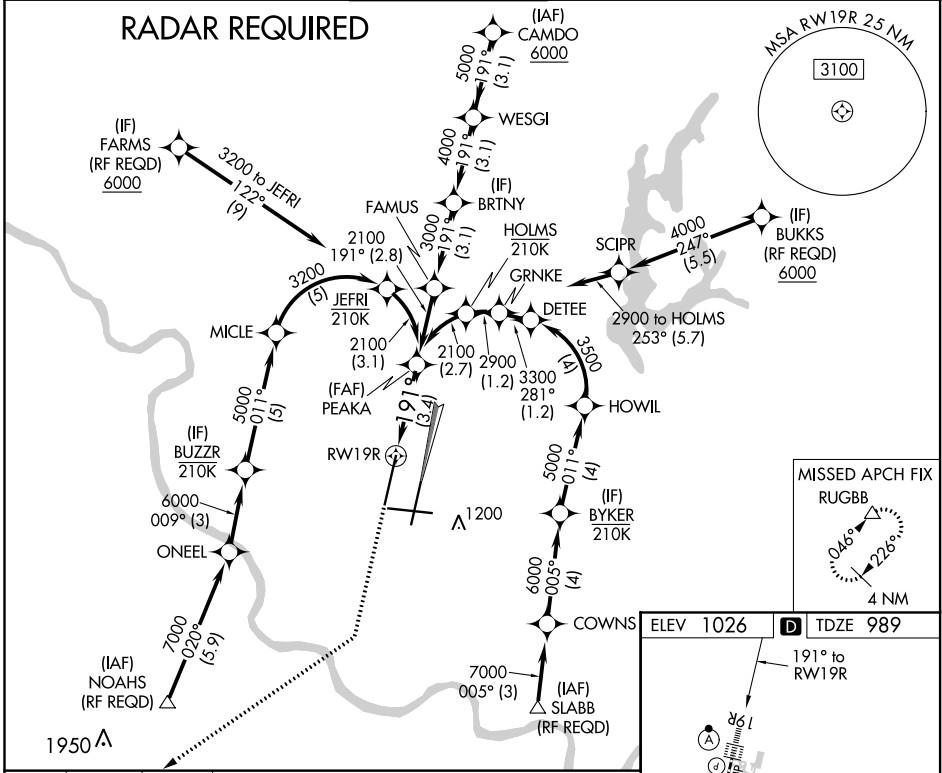 RADAR REQUIRED
(IAF)
CAMDO
6000
5000
191°
(3.1)
WESGI
MSA RW19R 25 NM
3100
(IF)
FARMS
(RF REQD)
6000
3200 to JEFRI
122°
(9)
4000
191°
(3.1)
(IF)
BRTNY
FAMUS
3000
191°
(3.1)
2100
191° (2.8)
HOLMS
210K
GRNKE
SCIPR
4000
247°
(5.5)
(IF)
BUKKS
(RF REQD)
6000
3200
(5)
JEFRI
210K
DETEE
2900 to HOLMS
253° (5.7)
MICLE
2100
(3.1)
2100
(2.7)
2900
(1.2)
3300
281°
(1.2)
3500
(4)
(FAF)
PEAKA
191°
(3.4)
HOWIL
5000
011°
(5)
(IF)
BUZZR
210K
RW19R
5000
011°
(4)
(IF)
BYKER
210K
6000
009° (3)
1200
ONEEL
6000
005°
(4)
MISSED APCH FIX
RUGBB
046°
226°
4 NM
COWNS
7000
020°
(5.9)
(IAF)
NOAHS
(RF REQD)
7000
005° (3)
(IAF)
SLABB
(RF REQD)
1950
ELEV 1026 D TDZE 989
191° to
RW19R
19R
A
P